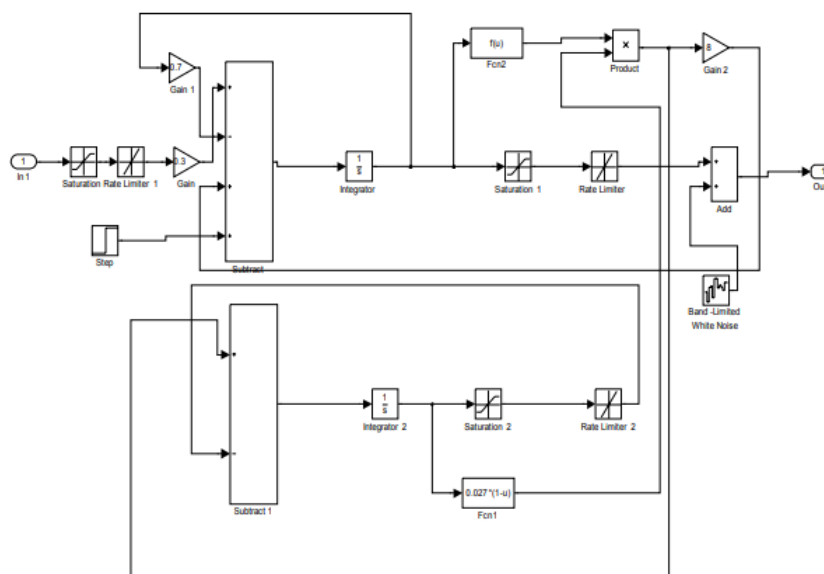 f(u)
Fcn2
×
Product
8
Gain 2
0.7
Gain 1
+
−
+
+
Subtract
1
In 1
Saturation
Rate Limiter 1
0.3
Gain
1
s
Integrator
Saturation 1
Rate Limiter
+
+
Add
1
Step
Band -Limited
White Noise
+
−
Subtract 1
1
s
Integrator 2
Saturation 2
Rate Limiter 2
0.027 *(1-u)
Fcn1